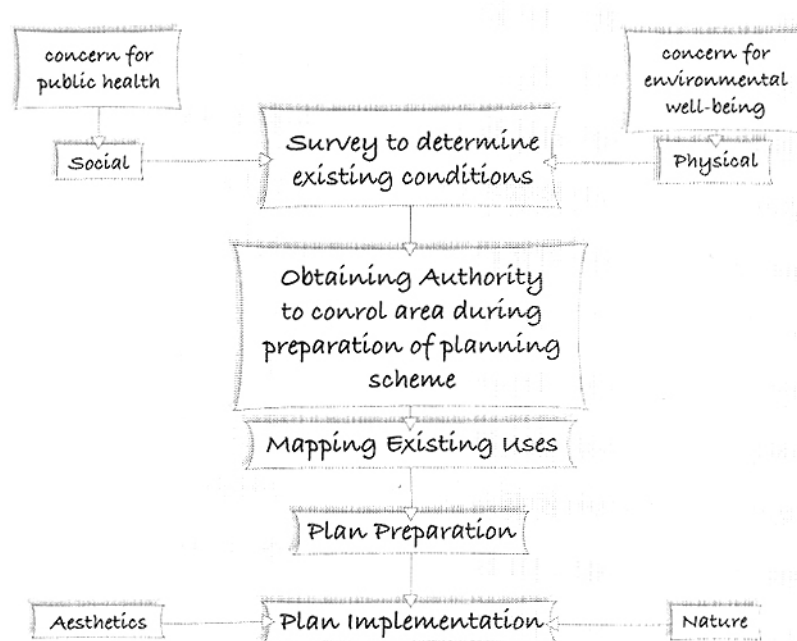 concern for
public health
concern for
environmental
well-being
Social
Survey to determine
existing conditions
Physical
Obtaining Authority
to conrol area during
preparation of planning
scheme
Mapping Existing Uses
Plan Preparation
Aesthetics
Plan Implementation
Nature